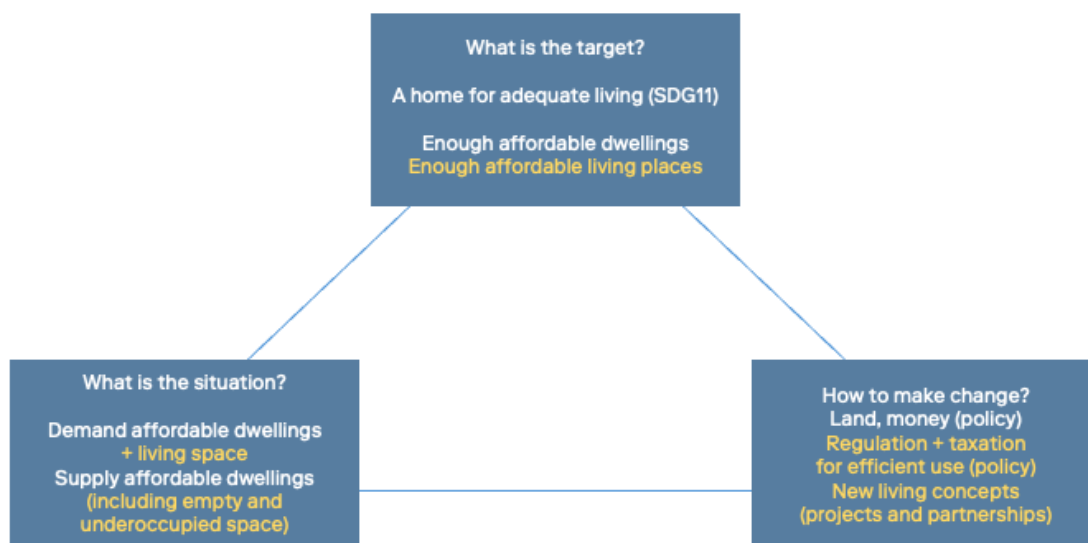 What is the target?
A home for adequate living (SDG11)
Enough affordable dwellings
Enough affordable living places
What is the situation?
Demand affordable dwellings
+ living space
Supply affordable dwellings
(including empty and
underoccupied space)
How to make change?
Land, money (policy)
Regulation + taxation
for efficient use (policy)
New living concepts
(projects and partnerships)